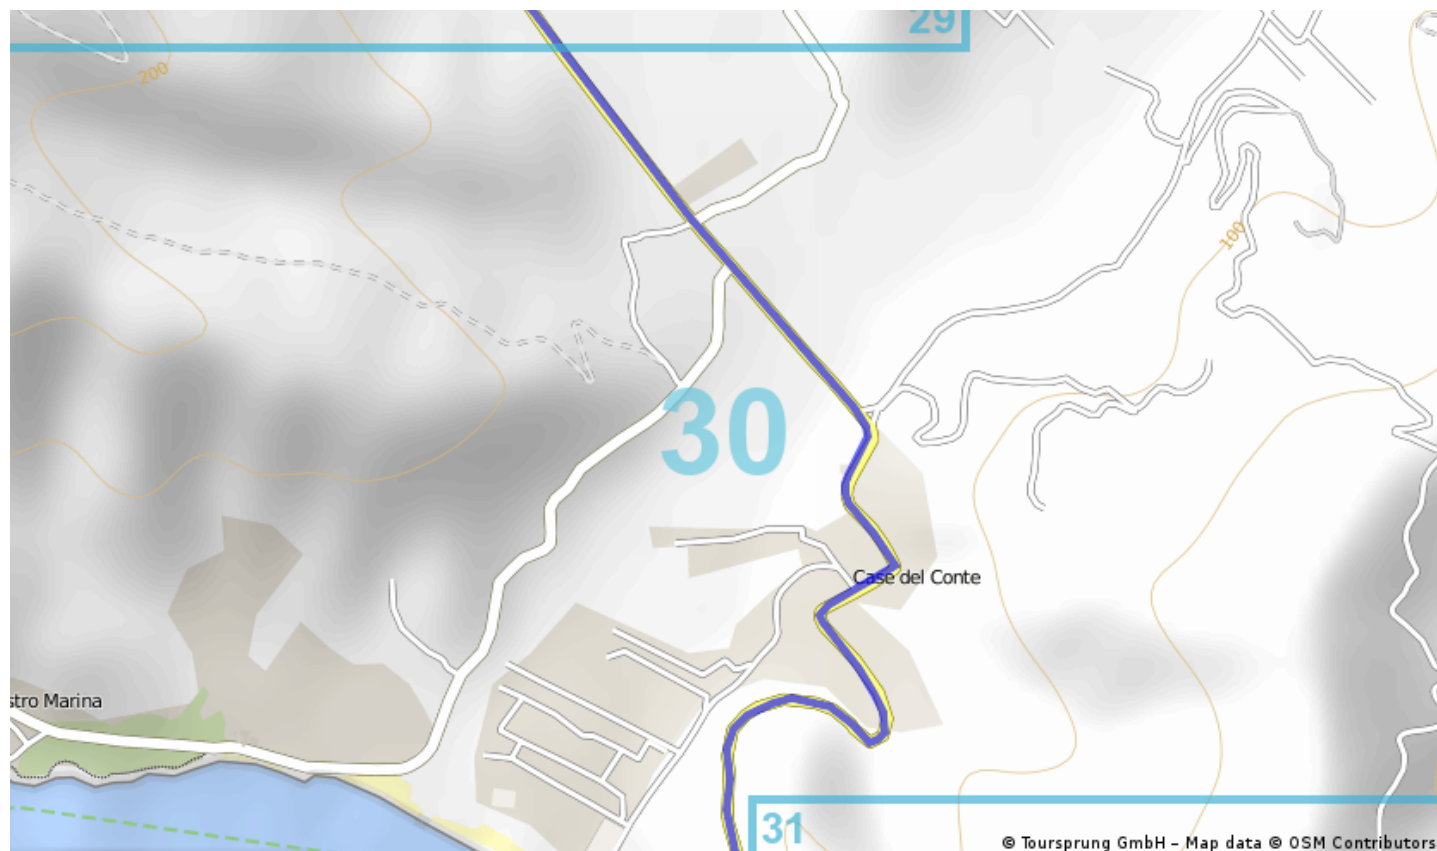 29
200
100
30
Case del Conte
stro Marina
31
© Toursprung GmbH – Map data © OSM Contributors